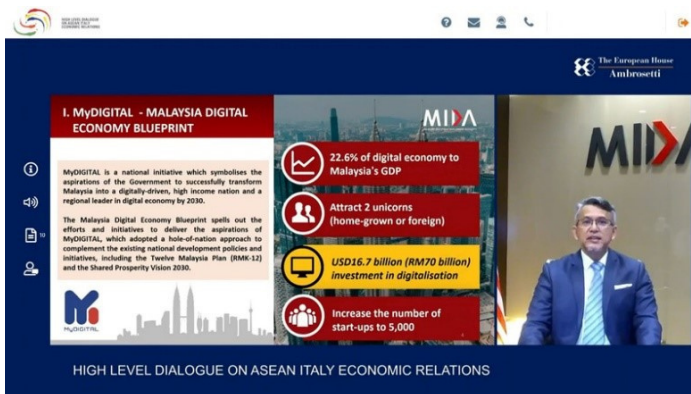 HIGH LEVEL DIALOGUE
ON ASEAN ITALY
ECONOMIC RELATIONS
The European House
Ambrosetti
I. MyDIGITAL - MALAYSIA DIGITAL
ECONOMY BLUEPRINT
MyDIGITAL is a national initiative which symbolises the
aspirations of the Government to successfully transform
Malaysia into a digitally-driven, high income nation and a
regional leader in digital economy by 2030.
The Malaysia Digital Economy Blueprint spells out the
efforts and initiatives to deliver the aspirations of
MyDIGITAL, which adopted a hole-of-nation approach to
complement the existing national development policies and
initiatives, including the Twelve Malaysia Plan (RMK-12)
and the Shared Prosperity Vision 2030.
MyDIGITAL
MIDA
22.6% of digital economy to
Malaysia's GDP
Attract 2 unicorns
(home-grown or foreign)
USD16.7 billion (RM70 billion)
investment in digitalisation
Increase the number of
start-ups to 5,000
MIDA
HIGH LEVEL DIALOGUE ON ASEAN ITALY ECONOMIC RELATIONS